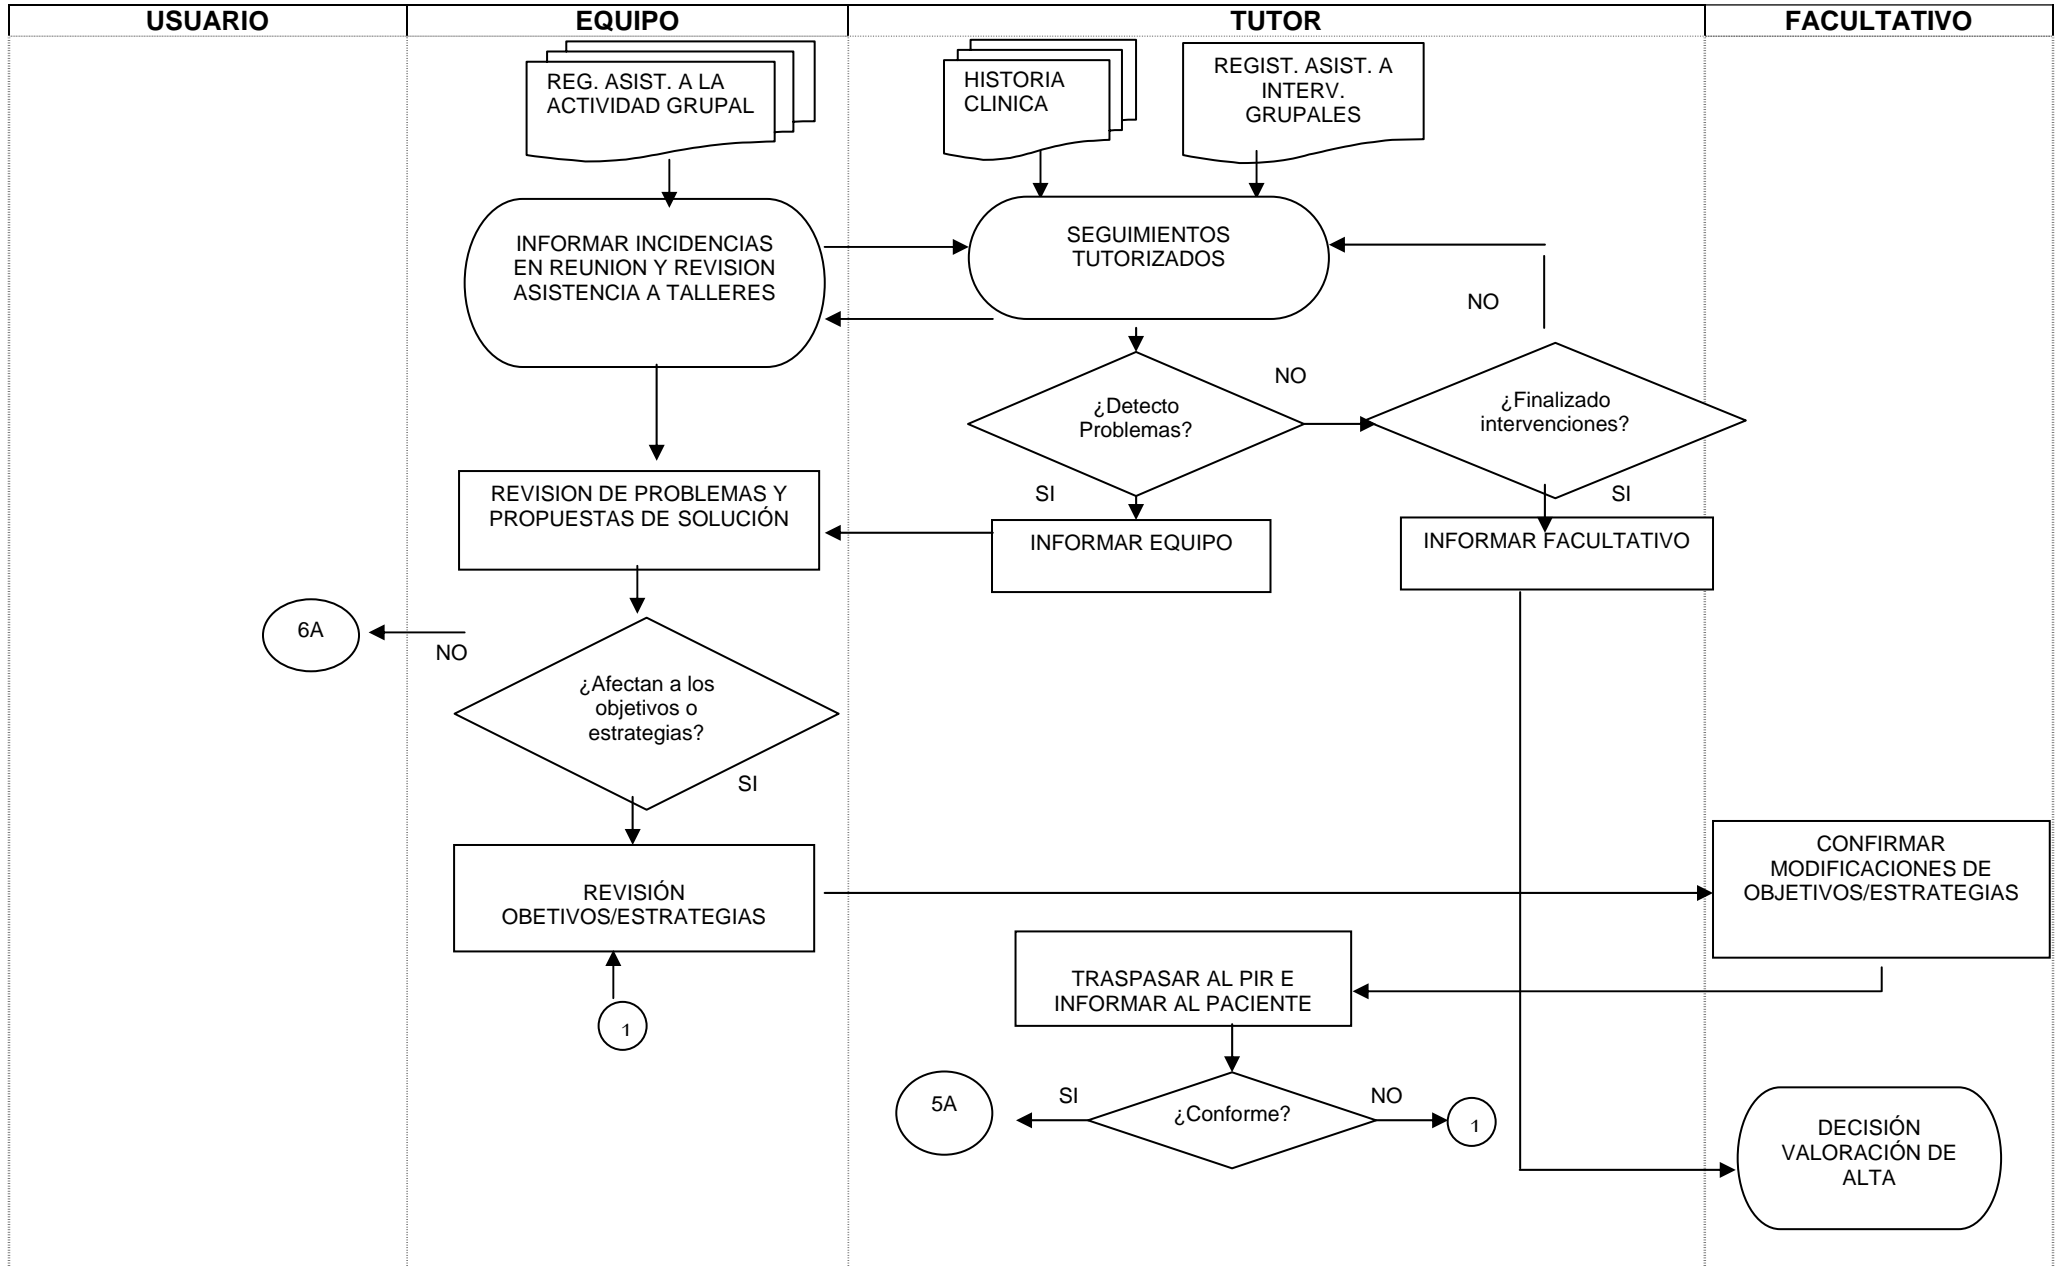 USUARIO
EQUIPO
TUTOR
FACULTATIVO
REG. ASIST. A LA
ACTIVIDAD GRUPAL
HISTORIA
CLINICA
REGIST. ASIST. A
INTERV.
GRUPALES
INFORMAR INCIDENCIAS
EN REUNION Y REVISION
ASISTENCIA A TALLERES
SEGUIMIENTOS
TUTORIZADOS
NO
¿Detecto
Problemas?
NO
¿Finalizado
intervenciones?
SI
SI
REVISION DE PROBLEMAS Y
PROPUESTAS DE SOLUCIÓN
INFORMAR EQUIPO
INFORMAR FACULTATIVO
6A
NO
¿Afectan a los
objetivos o
estrategias?
SI
REVISIÓN
OBETIVOS/ESTRATEGIAS
CONFIRMAR
MODIFICACIONES DE
OBJETIVOS/ESTRATEGIAS
1
TRASPASAR AL PIR E
INFORMAR AL PACIENTE
5A
SI
¿Conforme?
NO
1
DECISIÓN
VALORACIÓN DE
ALTA